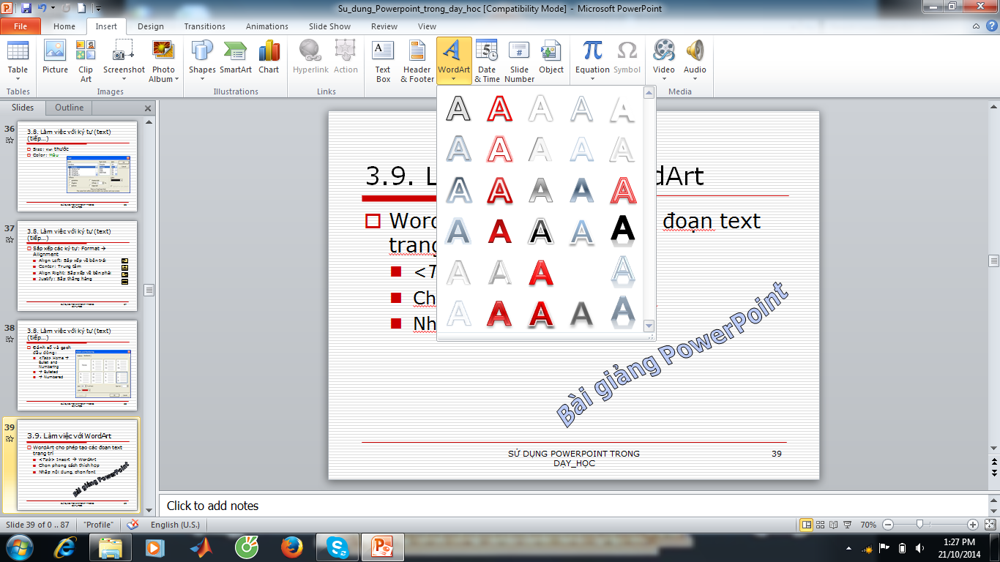 Su_dung_Powerpoint_trong_day_hoc [Compatibility Mode] - Microsoft PowerPoint
File Home Insert Design Transitions Animations Slide Show Review View
Table Picture Clip Art Screenshot Photo Album Shapes SmartArt Chart Hyperlink Action Text Box Header & Footer WordArt Date & Time Slide Number Object Equation Symbol Video Audio
Tables Images Illustrations Links Media
Slides Outline
36
3.8. Làm việc với ký tự (text)
(tiếp...)
Color: Màu
37
3.8. Làm việc với ký tự (text)
(tiếp...)
Sắp xếp các ký tự: Format →
Alignment
Align Left: Sắp xếp về bên trái
Center: Trung tâm
Align Right: Sắp xếp về bên phải
Justify: Sắp thẳng hàng
38
3.8. Làm việc với ký tự (text)
(tiếp...)
Đánh số và gạch
đầu dòng:
<Tab> Home →
Bullet and
Numbering
→ Bulleted
→ Numbered
39
3.9. Làm việc với WordArt
WordArt cho phép tạo các đoạn text
trang trí
<Tab> Insert → WordArt
Chọn phong cách thích hợp
Nhập nội dung, chọn font
Bài giảng PowerPoint
3.9. L dArt
Word đoạn text
trang
<T
Ch
Nh
Bài giảng PowerPoint
SỬ DỤNG POWERPOINT TRONG
DẠY_HỌC
39
Click to add notes
Slide 39 of 0 .. 87 "Profile" English (U.S.) 70%
1:27 PM
21/10/2014